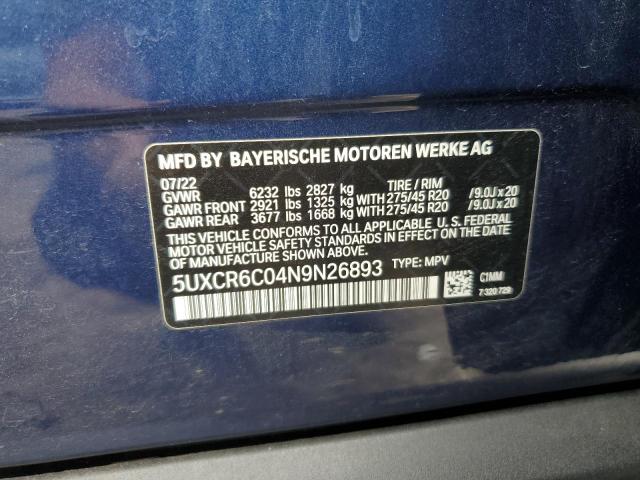 MFD BY BAYERISCHE MOTOREN WERKE AG
07/22 TIRE / RIM
GVWR 6232 lbs 2827 kg
GAWR FRONT 2921 lbs 1325 kg WITH 275/45 R20 /9.0J x 20
GAWR REAR 3677 lbs 1668 kg WITH 275/45 R20 /9.0J x 20
THIS VEHICLE CONFORMS TO ALL APPLICABLE U. S. FEDERAL
MOTOR VEHICLE SAFETY STANDARDS IN EFFECT ON THE DATE
OF MANUFACTURE SHOWN ABOVE.
5UXCR6C04N9N26893 TYPE: MPV
C1MM
7 320 729